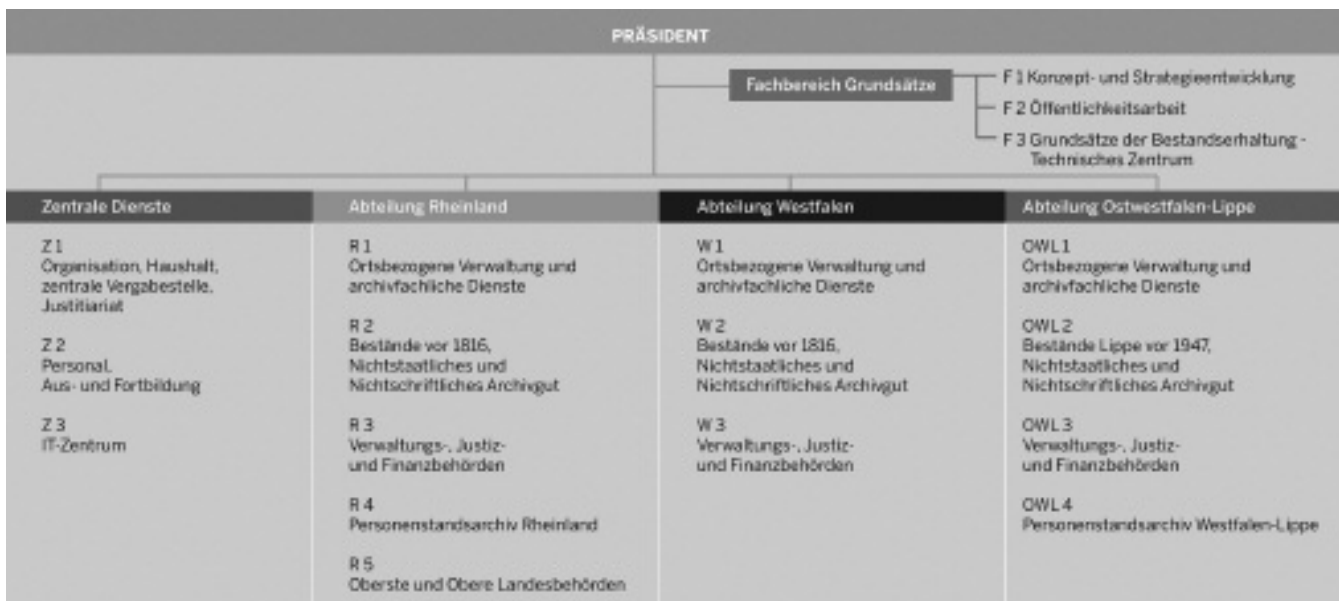 PRÄSIDENT
Fachbereich Grundsätze
F 1 Konzept- und Strategieentwicklung
F 2 Öffentlichkeitsarbeit
F 3 Grundsätze der Bestandserhaltung -
Technisches Zentrum
Zentrale Dienste
Z 1
Organisation, Haushalt,
zentrale Vergabestelle,
Justitiariat
Z 2
Personal,
Aus- und Fortbildung
Z 3
IT-Zentrum
Abteilung Rheinland
R 1
Ortsbezogene Verwaltung und
archivfachliche Dienste
R 2
Bestände vor 1816,
Nichtstaatliches und
Nichtschriftliches Archivgut
R 3
Verwaltungs-, Justiz-
und Finanzbehörden
R 4
Personenstandsarchiv Rheinland
R 5
Oberste und Obere Landesbehörden
Abteilung Westfalen
W 1
Ortsbezogene Verwaltung und
archivfachliche Dienste
W 2
Bestände vor 1816,
Nichtstaatliches und
Nichtschriftliches Archivgut
W 3
Verwaltungs-, Justiz-
und Finanzbehörden
Abteilung Ostwestfalen-Lippe
OWL 1
Ortsbezogene Verwaltung und
archivfachliche Dienste
OWL 2
Bestände Lippe vor 1947,
Nichtstaatliches und
Nichtschriftliches Archivgut
OWL 3
Verwaltungs-, Justiz-
und Finanzbehörden
OWL 4
Personenstandsarchiv Westfalen-Lippe